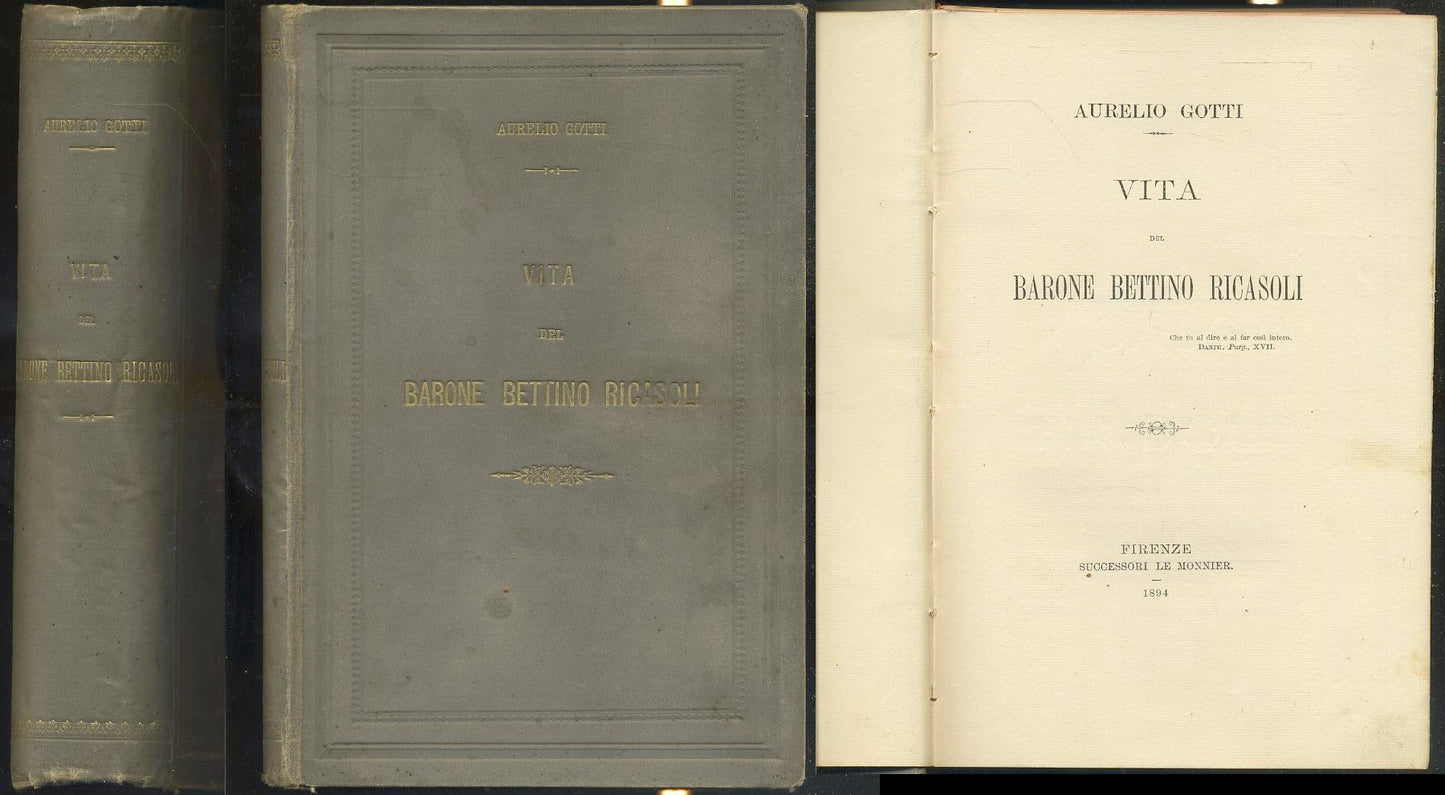 AURELIO GOTTI
VITA
DEL
BARONE BETTINO RICASOLI
AURELIO GOTTI
VITA
DEL
BARONE BETTINO RICASOLI
AURELIO GOTTI
VITA
DEL
BARONE BETTINO RICASOLI
Che fu al dire e al far così intero.
DANTE, Purg., XVII.
FIRENZE
SUCCESSORI LE MONNIER.
1894